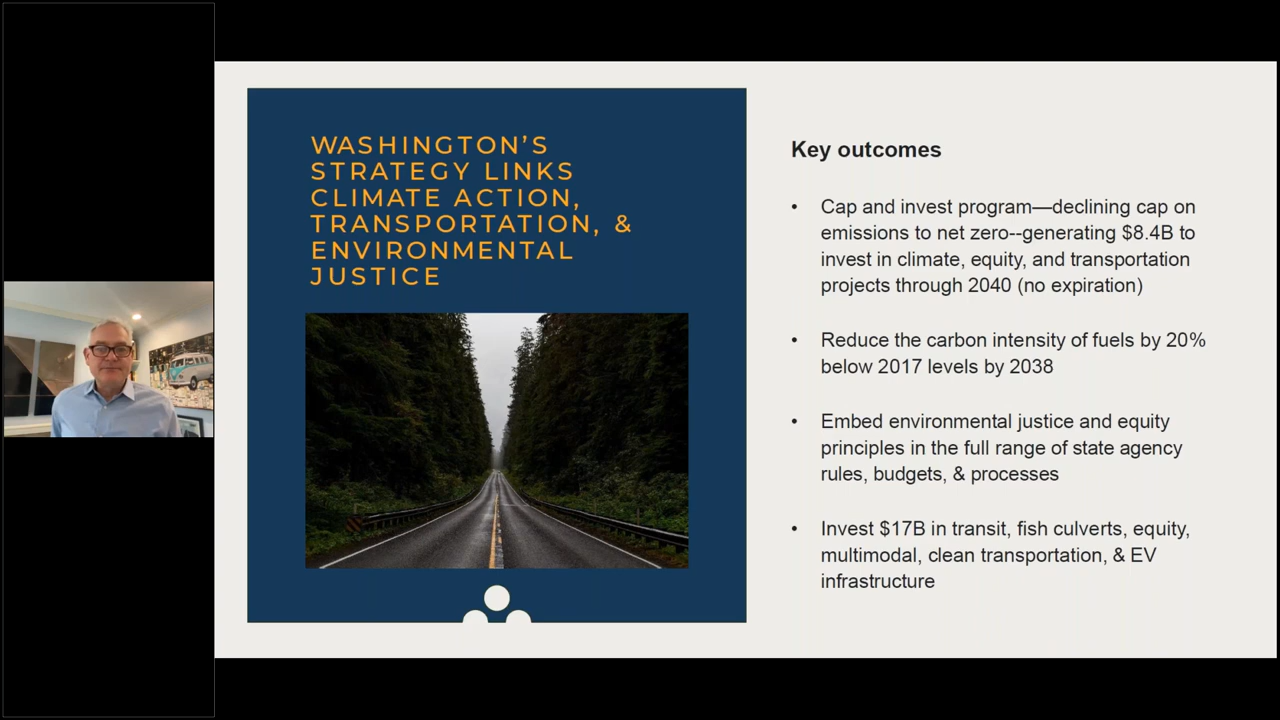 WASHINGTON’S
STRATEGY LINKS
CLIMATE ACTION,
TRANSPORTATION, &
ENVIRONMENTAL
JUSTICE
Key outcomes
• Cap and invest program—declining cap on
emissions to net zero--generating $8.4B to
invest in climate, equity, and transportation
projects through 2040 (no expiration)
• Reduce the carbon intensity of fuels by 20%
below 2017 levels by 2038
• Embed environmental justice and equity
principles in the full range of state agency
rules, budgets, & processes
• Invest $17B in transit, fish culverts, equity,
multimodal, clean transportation, & EV
infrastructure